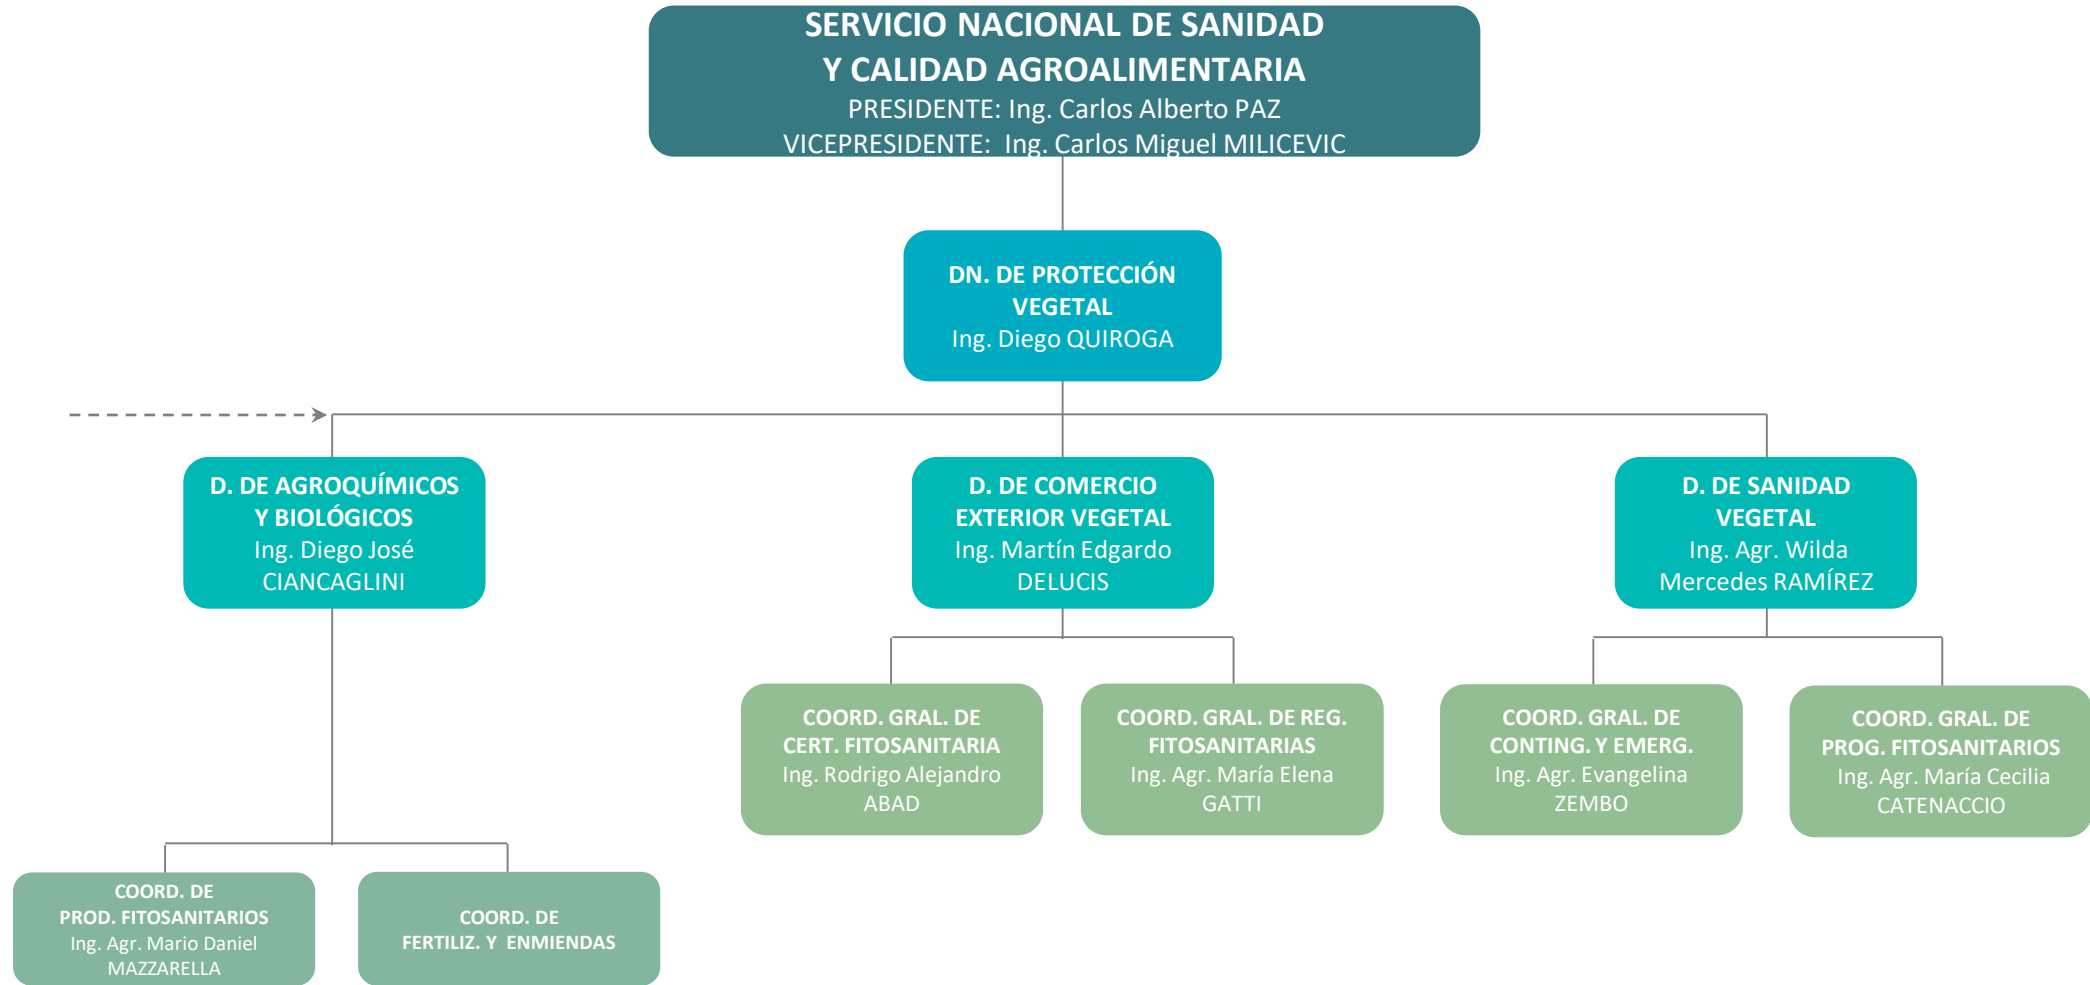 SERVICIO NACIONAL DE SANIDAD
Y CALIDAD AGROALIMENTARIA
PRESIDENTE: Ing. Carlos Alberto PAZ
VICEPRESIDENTE: Ing. Carlos Miguel MILICEVIC
DN. DE PROTECCIÓN
VEGETAL
Ing. Diego QUIROGA
D. DE AGROQUÍMICOS
Y BIOLÓGICOS
Ing. Diego José
CIANCAGLINI
D. DE COMERCIO
EXTERIOR VEGETAL
Ing. Martín Edgardo
DELUCIS
D. DE SANIDAD
VEGETAL
Ing. Agr. Wilda
Mercedes RAMÍREZ
COORD. GRAL. DE
CERT. FITOSANITARIA
Ing. Rodrigo Alejandro
ABAD
COORD. GRAL. DE REG.
FITOSANITARIAS
Ing. Agr. María Elena
GATTI
COORD. GRAL. DE
CONTING. Y EMERG.
Ing. Agr. Evangelina
ZEMBO
COORD. GRAL. DE
PROG. FITOSANITARIOS
Ing. Agr. María Cecilia
CATENACCIO
COORD. DE
PROD. FITOSANITARIOS
Ing. Agr. Mario Daniel
MAZZARELLA
COORD. DE
FERTILIZ. Y ENMIENDAS